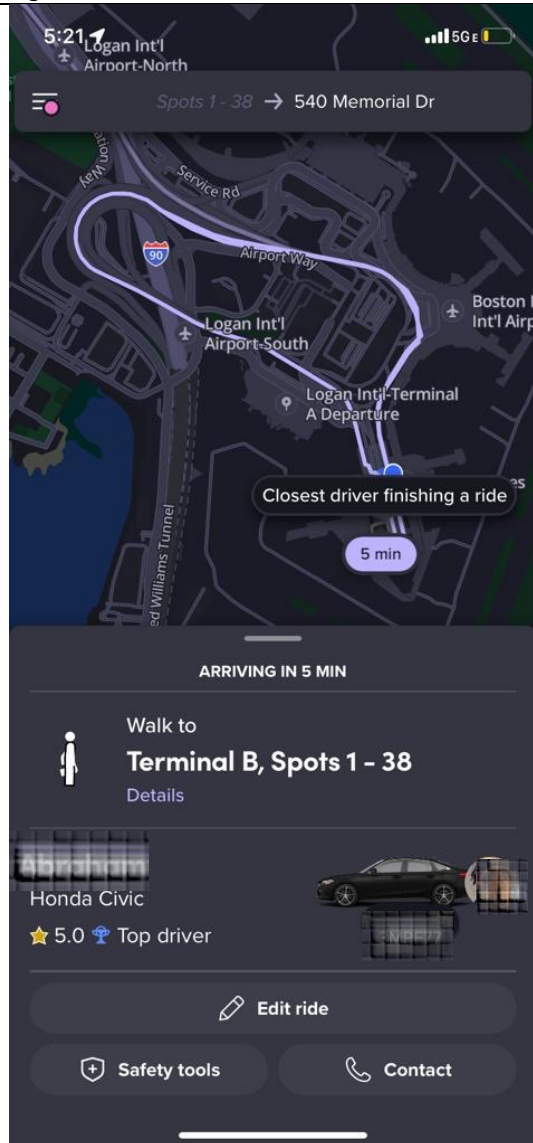 5:21
5G E
Logan Int'l
Airport-North
Spots 1 - 38 → 540 Memorial Dr
Service Rd
90
Airport Way
Boston
Int'l Airp
Logan Int'l
Airport-South
Logan Int'l-Terminal
A Departure
Closest driver finishing a ride
5 min
ed Williams Tunnel
ARRIVING IN 5 MIN
Walk to
Terminal B, Spots 1 - 38
Details
Honda Civic
5.0 Top driver
Edit ride
Safety tools
Contact